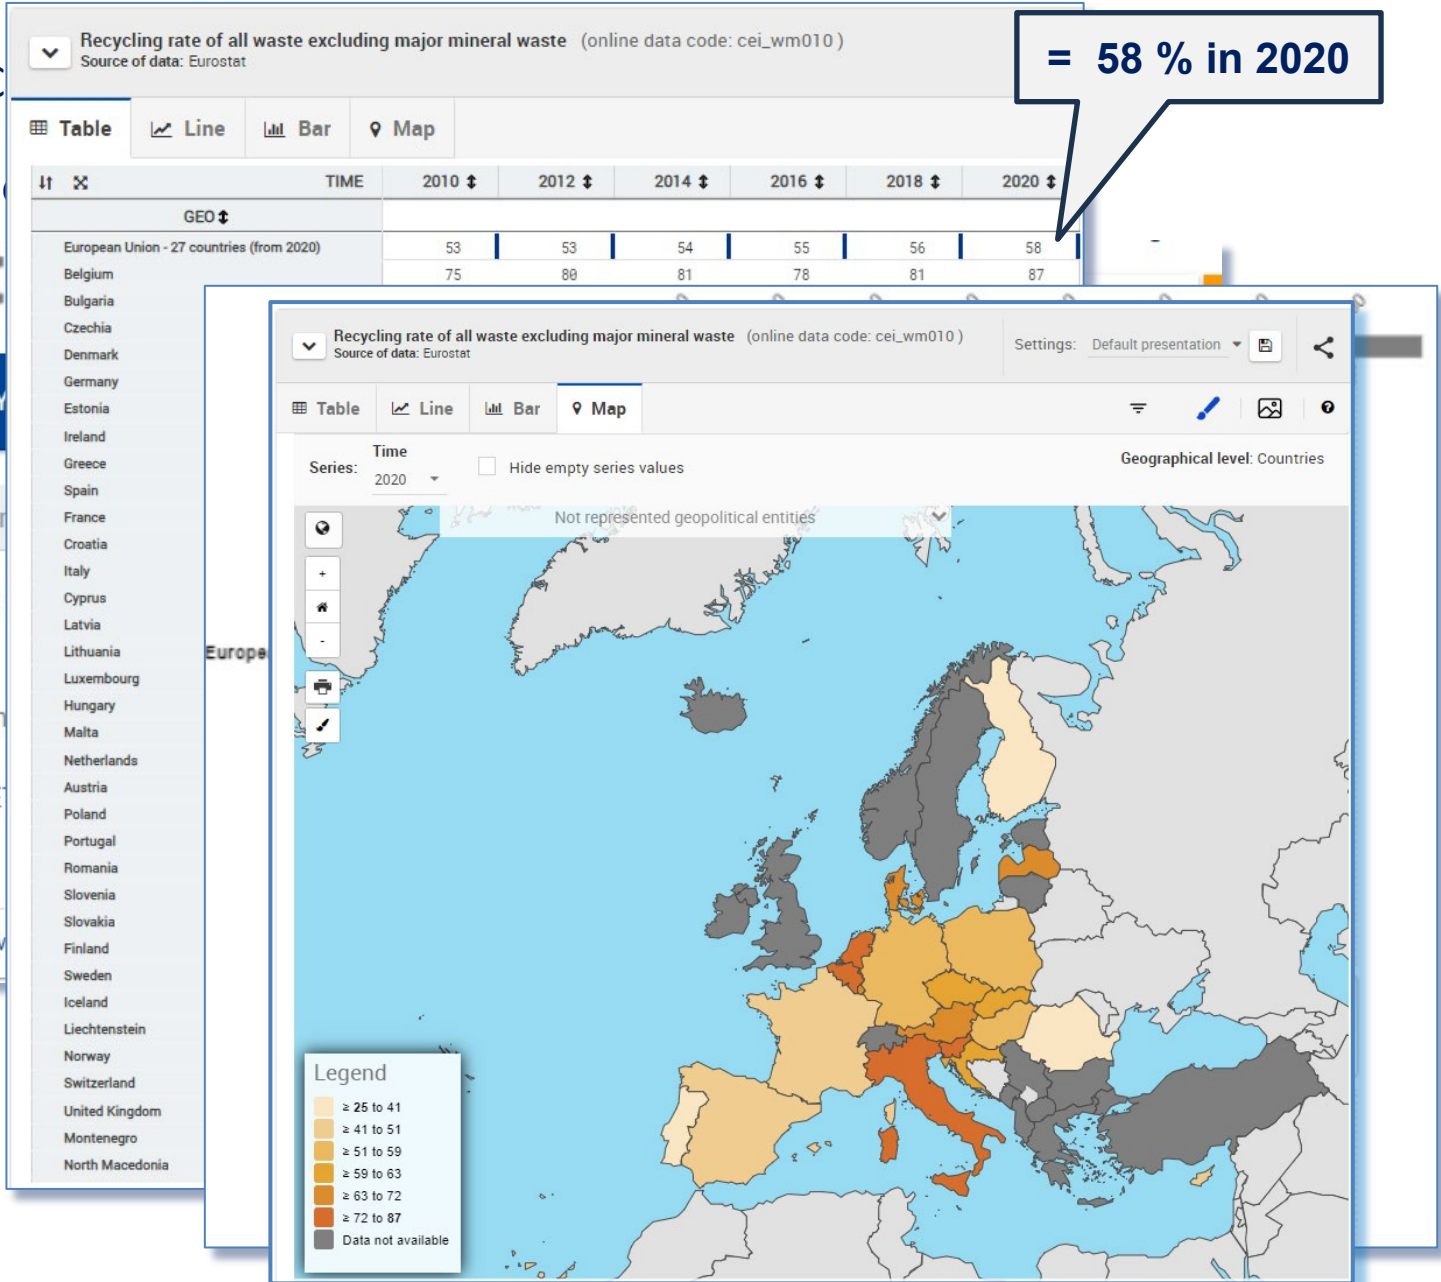 Recycling rate of all waste excluding major mineral waste (online data code: cei_wm010 )
Source of data: Eurostat
= 58 % in 2020
Table Line Bar Map
TIME 2010 2012 2014 2016 2018 2020
GEO
European Union - 27 countries (from 2020) 53 53 54 55 56 58
Belgium 75 80 81 78 81 87
Bulgaria
Czechia
Denmark
Germany
Estonia
Ireland
Greece
Spain
France
Croatia
Italy
Cyprus
Latvia
Lithuania
Luxembourg
Hungary
Malta
Netherlands
Austria
Poland
Portugal
Romania
Slovenia
Slovakia
Finland
Sweden
Iceland
Liechtenstein
Norway
Switzerland
United Kingdom
Montenegro
North Macedonia
Europe
Recycling rate of all waste excluding major mineral waste (online data code: cei_wm010 )
Source of data: Eurostat
Settings: Default presentation
Table Line Bar Map
Series: Time
2020
Hide empty series values
Geographical level: Countries
Not represented geopolitical entities
+
-
Legend
≥ 25 to 41
≥ 41 to 51
≥ 51 to 59
≥ 59 to 63
≥ 63 to 72
≥ 72 to 87
Data not available